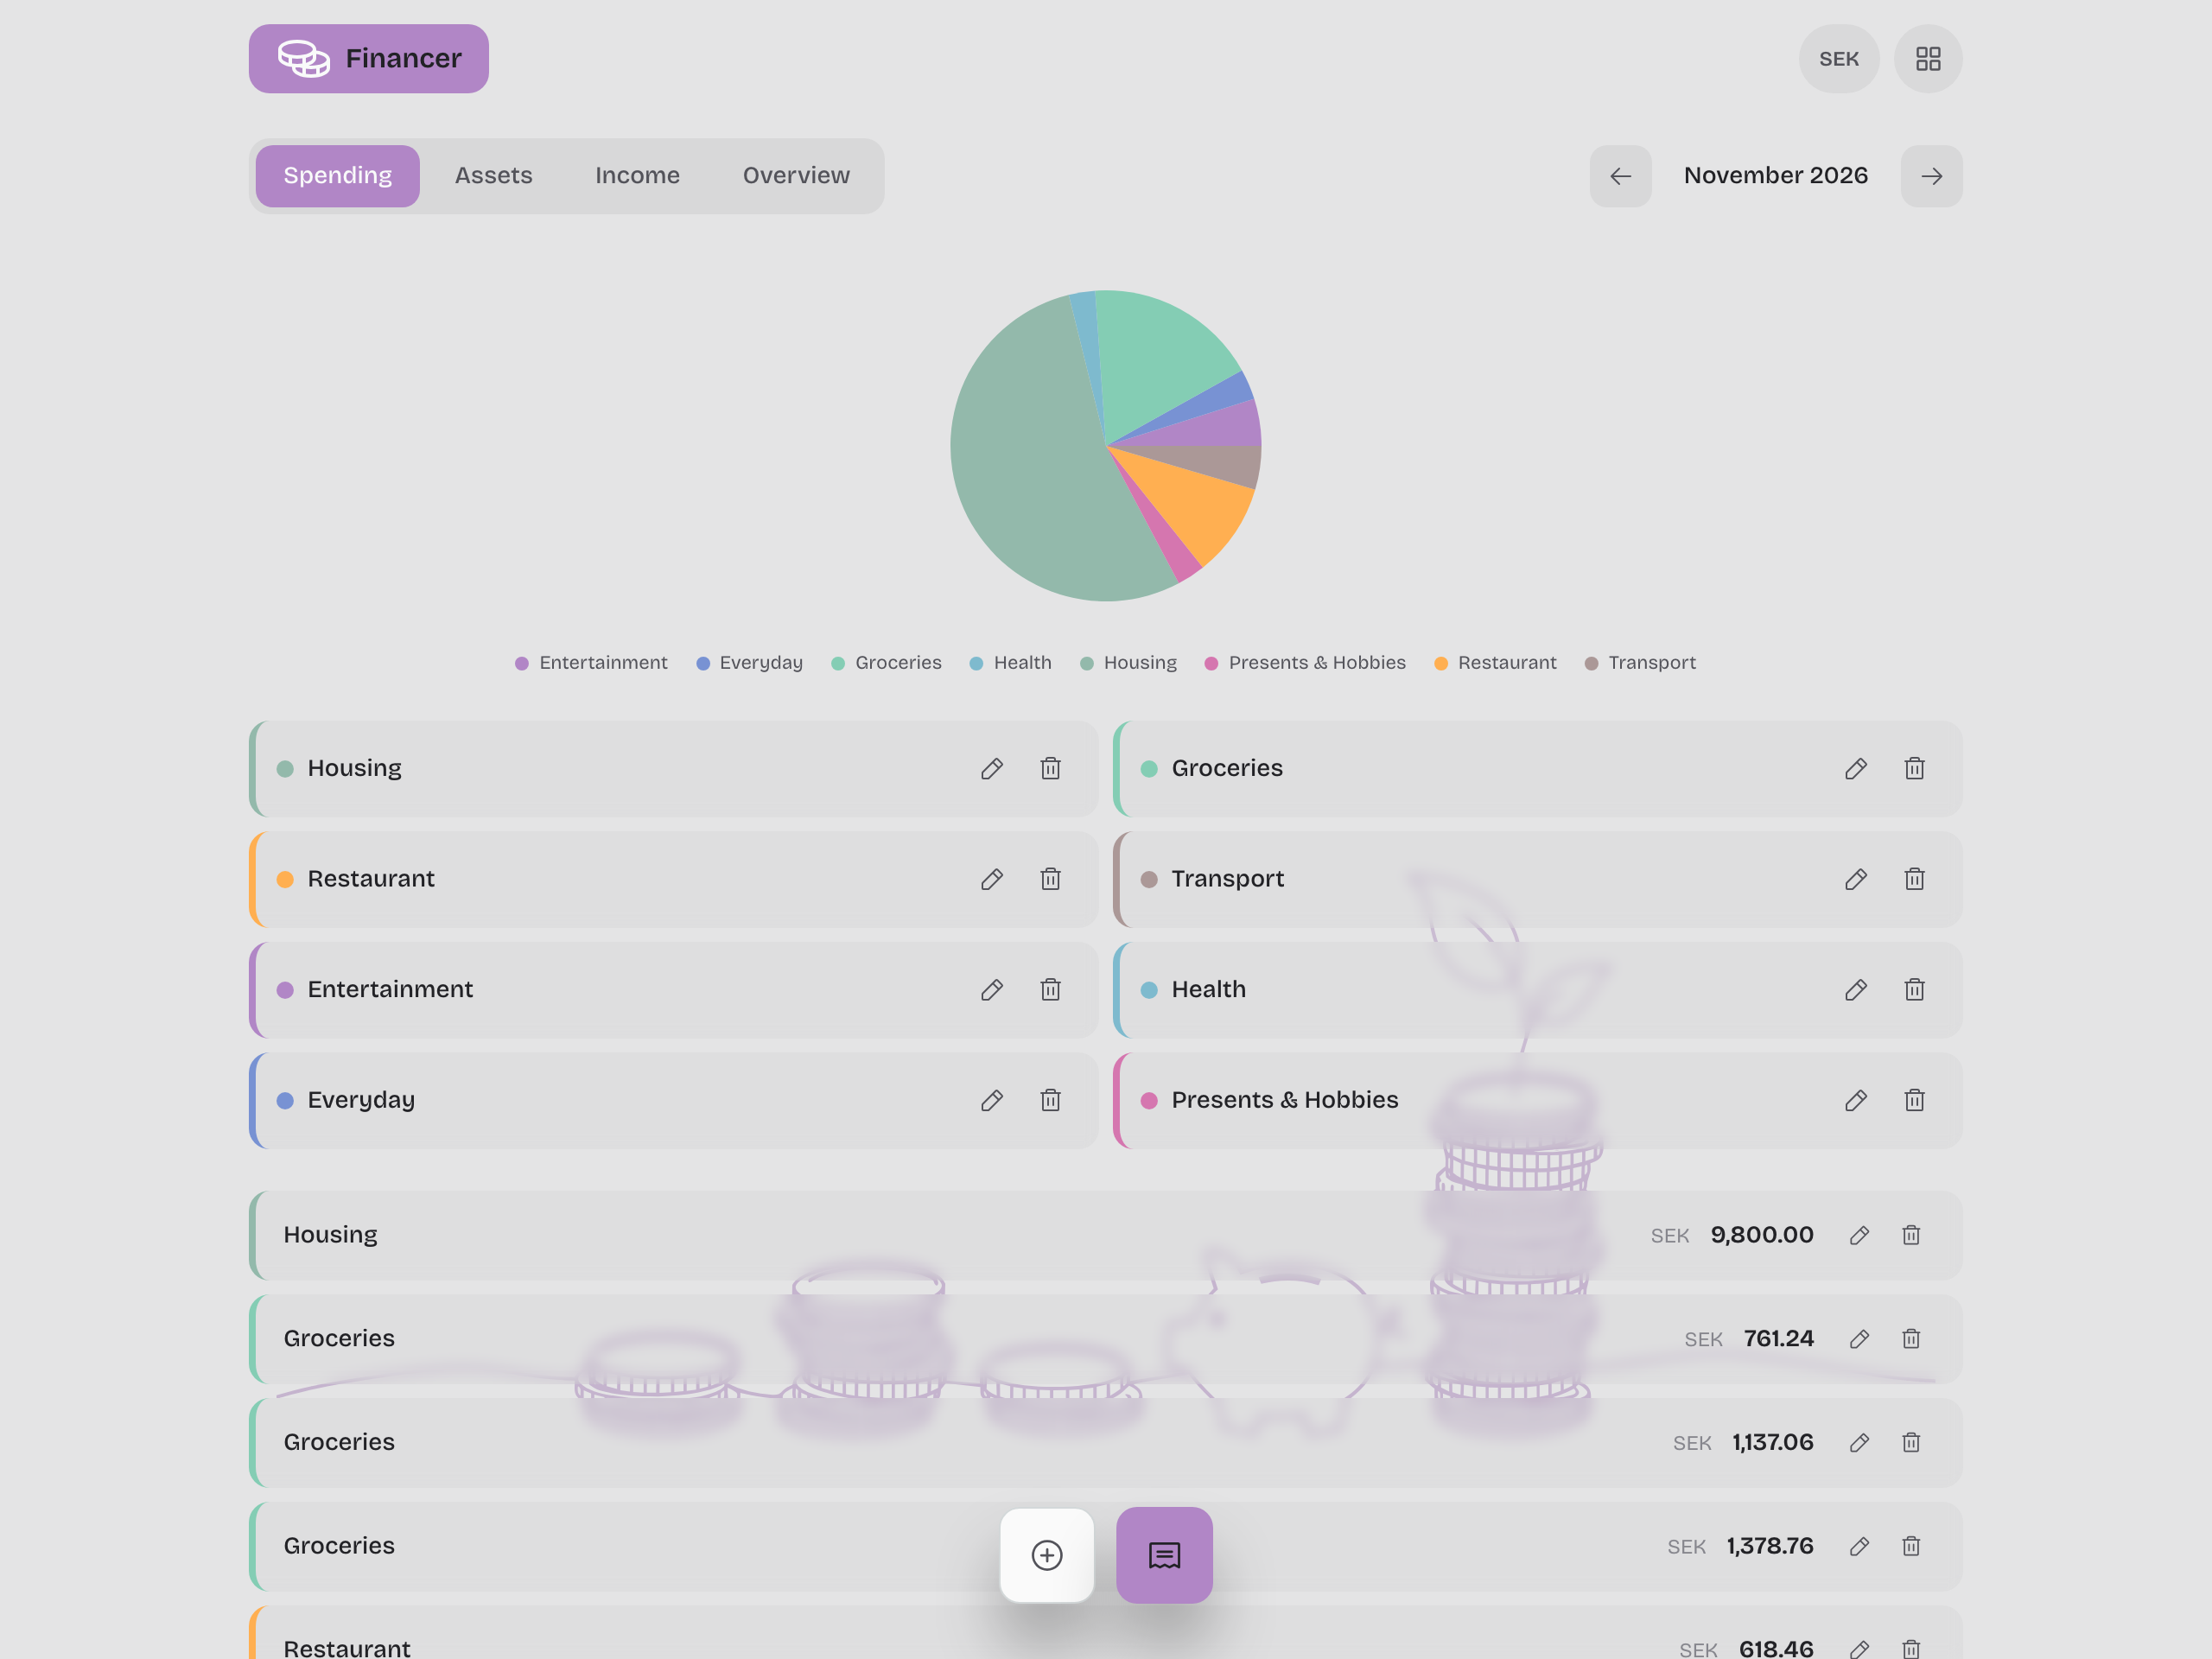 Financer
SEK
Spending Assets Income Overview
November 2026
Entertainment Everyday Groceries Health Housing Presents & Hobbies Restaurant Transport
Housing
Groceries
Restaurant
Transport
Entertainment
Health
Everyday
Presents & Hobbies
Housing SEK 9,800.00
Groceries SEK 761.24
Groceries SEK 1,137.06
Groceries SEK 1,378.76
Restaurant SEK 618.46